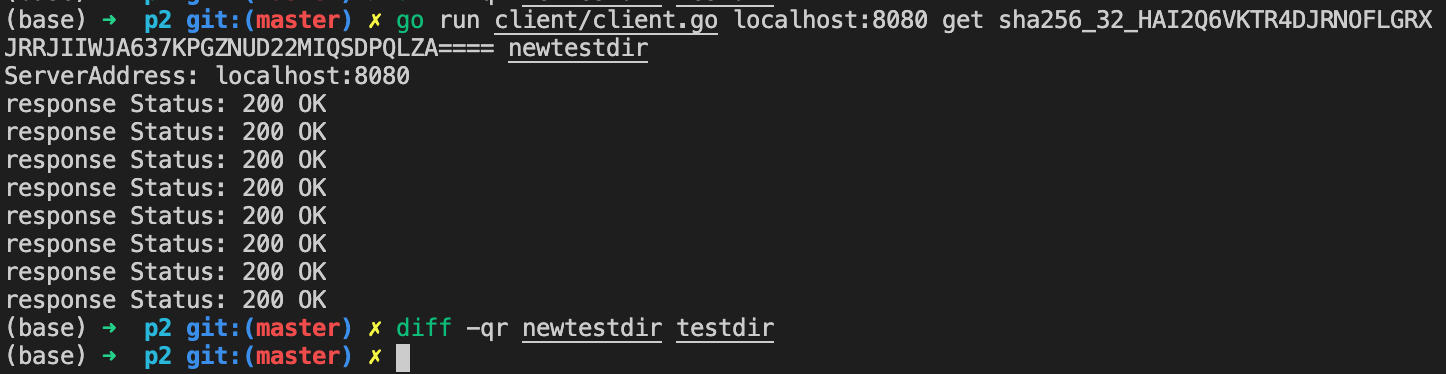 (base) ➜  p2 git:(master) ✗ go run client/client.go localhost:8080 get sha256_32_HAI2Q6VKTR4DJRNOFLGRX
JRRJIIWJA637KPGZNUD22MIQSDPQLZA==== newtestdir
ServerAddress: localhost:8080
response Status: 200 OK
response Status: 200 OK
response Status: 200 OK
response Status: 200 OK
response Status: 200 OK
response Status: 200 OK
response Status: 200 OK
response Status: 200 OK
(base) ➜  p2 git:(master) ✗ diff -qr newtestdir testdir
(base) ➜  p2 git:(master) ✗